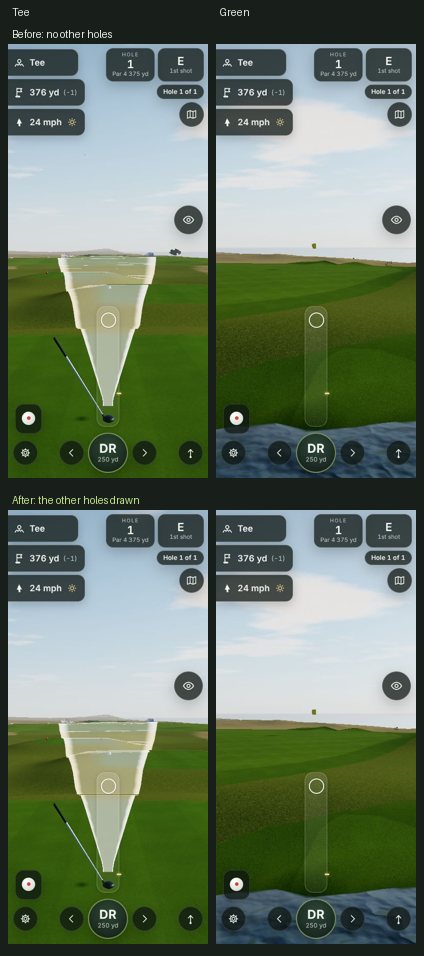 Tee
Green
Before: no other holes
Tee
HOLE
1
Par 4 375 yd
E
1st shot
376 yd (−1)
Hole 1 of 1
24 mph
DR
250 yd
Tee
HOLE
1
Par 4 375 yd
E
1st shot
376 yd (−1)
Hole 1 of 1
24 mph
DR
250 yd
After: the other holes drawn
Tee
HOLE
1
Par 4 375 yd
E
1st shot
376 yd (−1)
Hole 1 of 1
24 mph
DR
250 yd
Tee
HOLE
1
Par 4 375 yd
E
1st shot
376 yd (−1)
Hole 1 of 1
24 mph
DR
250 yd